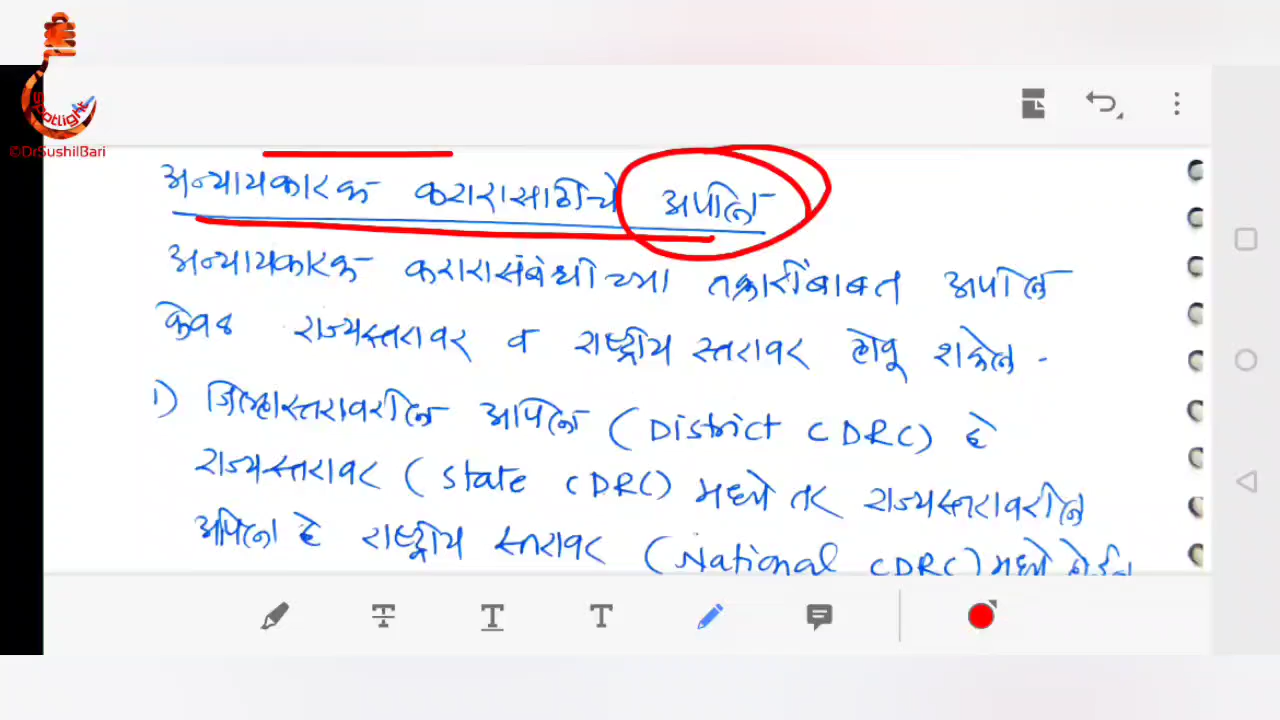 Spotlight
©DrSushilBari
अन्यायकारक करारासाठीचे अपील
अन्यायकारक करारासंबंधीच्या तक्रारींबाबत अपील
केवळ राज्यस्तरावर व राष्ट्रीय स्तरावर होवू शकेल.
1) जिल्हास्तरावरील अपिल (District CDRC) हे
राज्यस्तरावर (State CDRC) मध्ये तर राज्यस्तरावरील
अपिल हे राष्ट्रीय स्तरावर (National CDRC) मध्ये